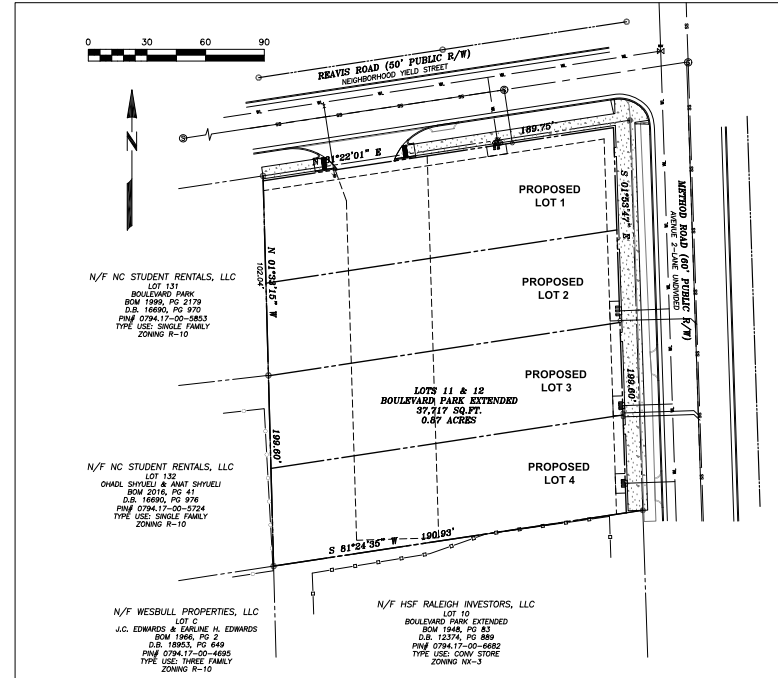 0 30 60 90
REAVIS ROAD (50' PUBLIC R/W)
NEIGHBORHOOD YIELD STREET
N
N 81°22'01" E
189.75'
S 01°53'47" E
METHOD ROAD (60' PUBLIC R/W)
AVENUE 2-LANE UNDIVIDED
PROPOSED
LOT 1
N 01°33'15" W
102.04'
N/F NC STUDENT RENTALS, LLC
LOT 131
BOULEVARD PARK
BOM 1999, PG 2179
D.B. 16690, PG 970
PIN# 0794.17-00-5853
TYPE USE: SINGLE FAMILY
ZONING R-10
PROPOSED
LOT 2
PROPOSED
LOT 3
199.60'
LOTS 11 & 12
BOULEVARD PARK EXTENDED
37,717 SQ.FT.
0.87 ACRES
199.60'
N/F NC STUDENT RENTALS, LLC
LOT 132
OHADL SHYUELI & ANAT SHYUELI
BOM 2016, PG 41
D.B. 16690, PG 976
PIN# 0794.17-00-5724
TYPE USE: SINGLE FAMILY
ZONING R-10
PROPOSED
LOT 4
S 81°24'35" W 190.93'
N/F WESBULL PROPERTIES, LLC
LOT C
J.C. EDWARDS & EARLINE H. EDWARDS
BOM 1966, PG 2
D.B. 18953, PG 649
PIN# 0794.17-00-4695
TYPE USE: THREE FAMILY
ZONING R-10
N/F HSF RALEIGH INVESTORS, LLC
LOT 10
BOULEVARD PARK EXTENDED
BOM 1948, PG 83
D.B. 12374, PG 889
PIN# 0794.17-00-6682
TYPE USE: CONV STORE
ZONING NX-3